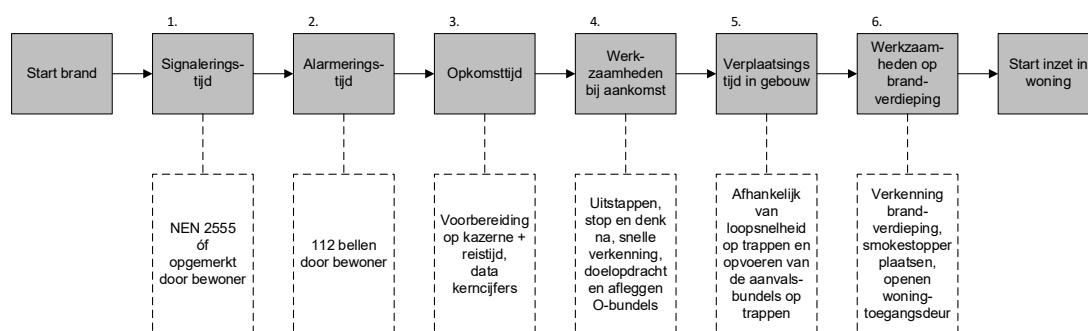 1.
2.
3.
4.
5.
6.
Start brand
Signalerings-
tijd
Alarmerings-
tijd
Opkomsttijd
Werk-
zaamheden
bij aankomst
Verplaatsings
tijd in gebouw
Werkzaam-
heden op
brand-
verdieping
Start inzet in
woning
NEN 2555
óf
opgemerkt
door bewoner
112 bellen
door bewoner
Voorbereiding
op kazerne +
reistijd,
data
kerncijfers
Uitstappen,
stop en denk
na, snelle
verkenning,
doelopdracht
en afleggen
O-bundels
Afhankelijk
van
loopsnelheid
op trappen en
opvoeren van
de aanvals-
bundels op
trappen
Verkenning
brand-
verdieping,
smokestopper
plaatsen,
openen
woning-
toegangsdeur